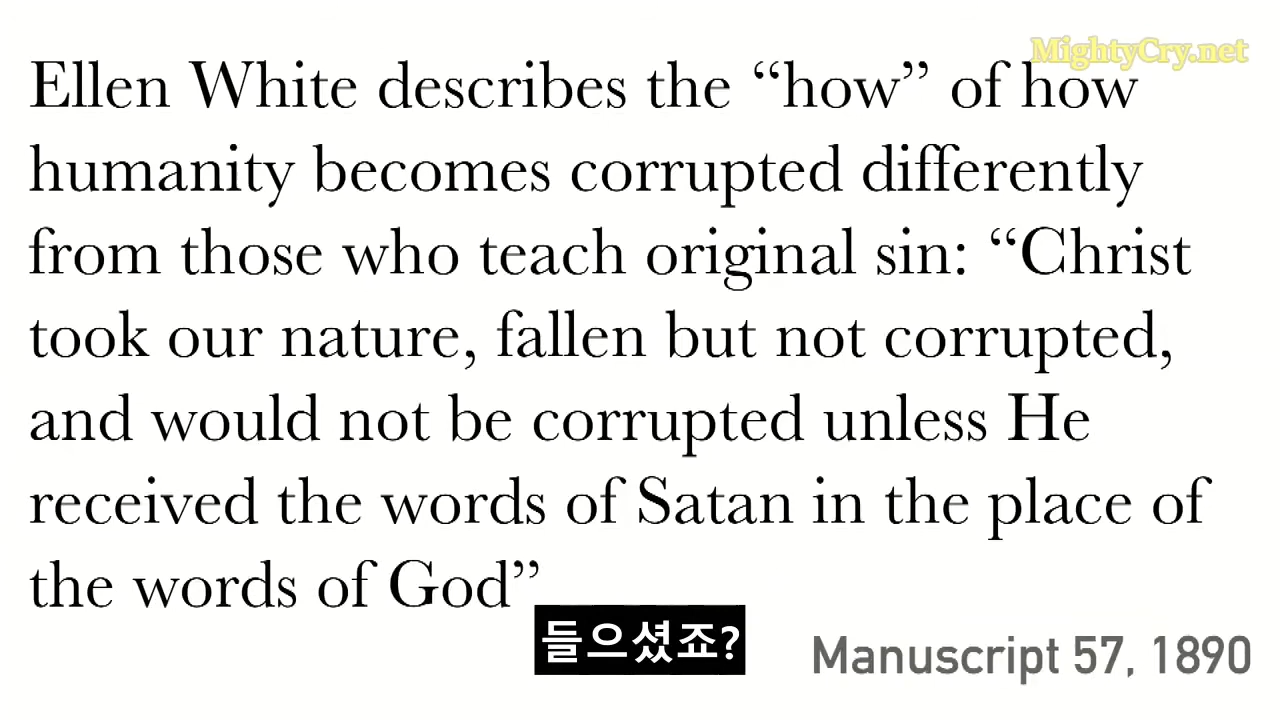 MightyCry.net
Ellen White describes the “how” of how
humanity becomes corrupted differently
from those who teach original sin: “Christ
took our nature, fallen but not corrupted,
and would not be corrupted unless He
received the words of Satan in the place of
the words of God”
들으셨죠?
Manuscript 57, 1890